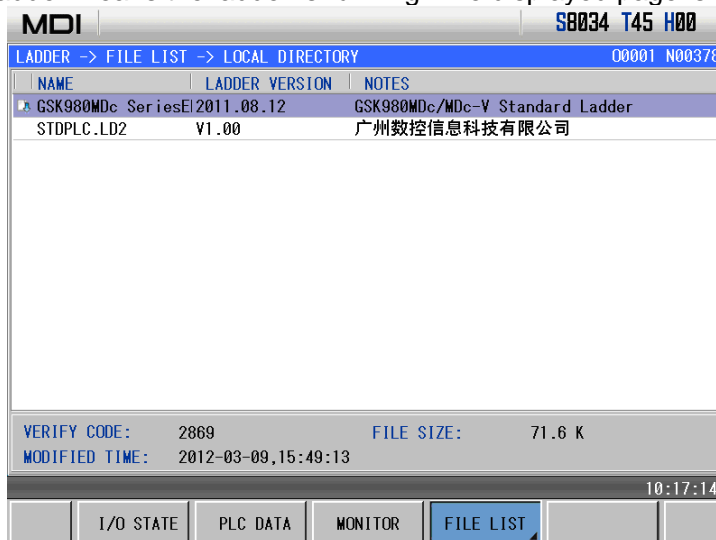 MDI S8034 T45 H00
LADDER -> FILE LIST -> LOCAL DIRECTORY O0001 N00378
NAME LADDER VERSION NOTES
GSK980MDc SeriesE 2011.08.12 GSK980MDc/MDc-V Standard Ladder
STDPLC.LD2 V1.00 广州数控信息科技有限公司
VERIFY CODE: 2869 FILE SIZE: 71.6 K
MODIFIED TIME: 2012-03-09,15:49:13
10:17:14
I/O STATE PLC DATA MONITOR FILE LIST